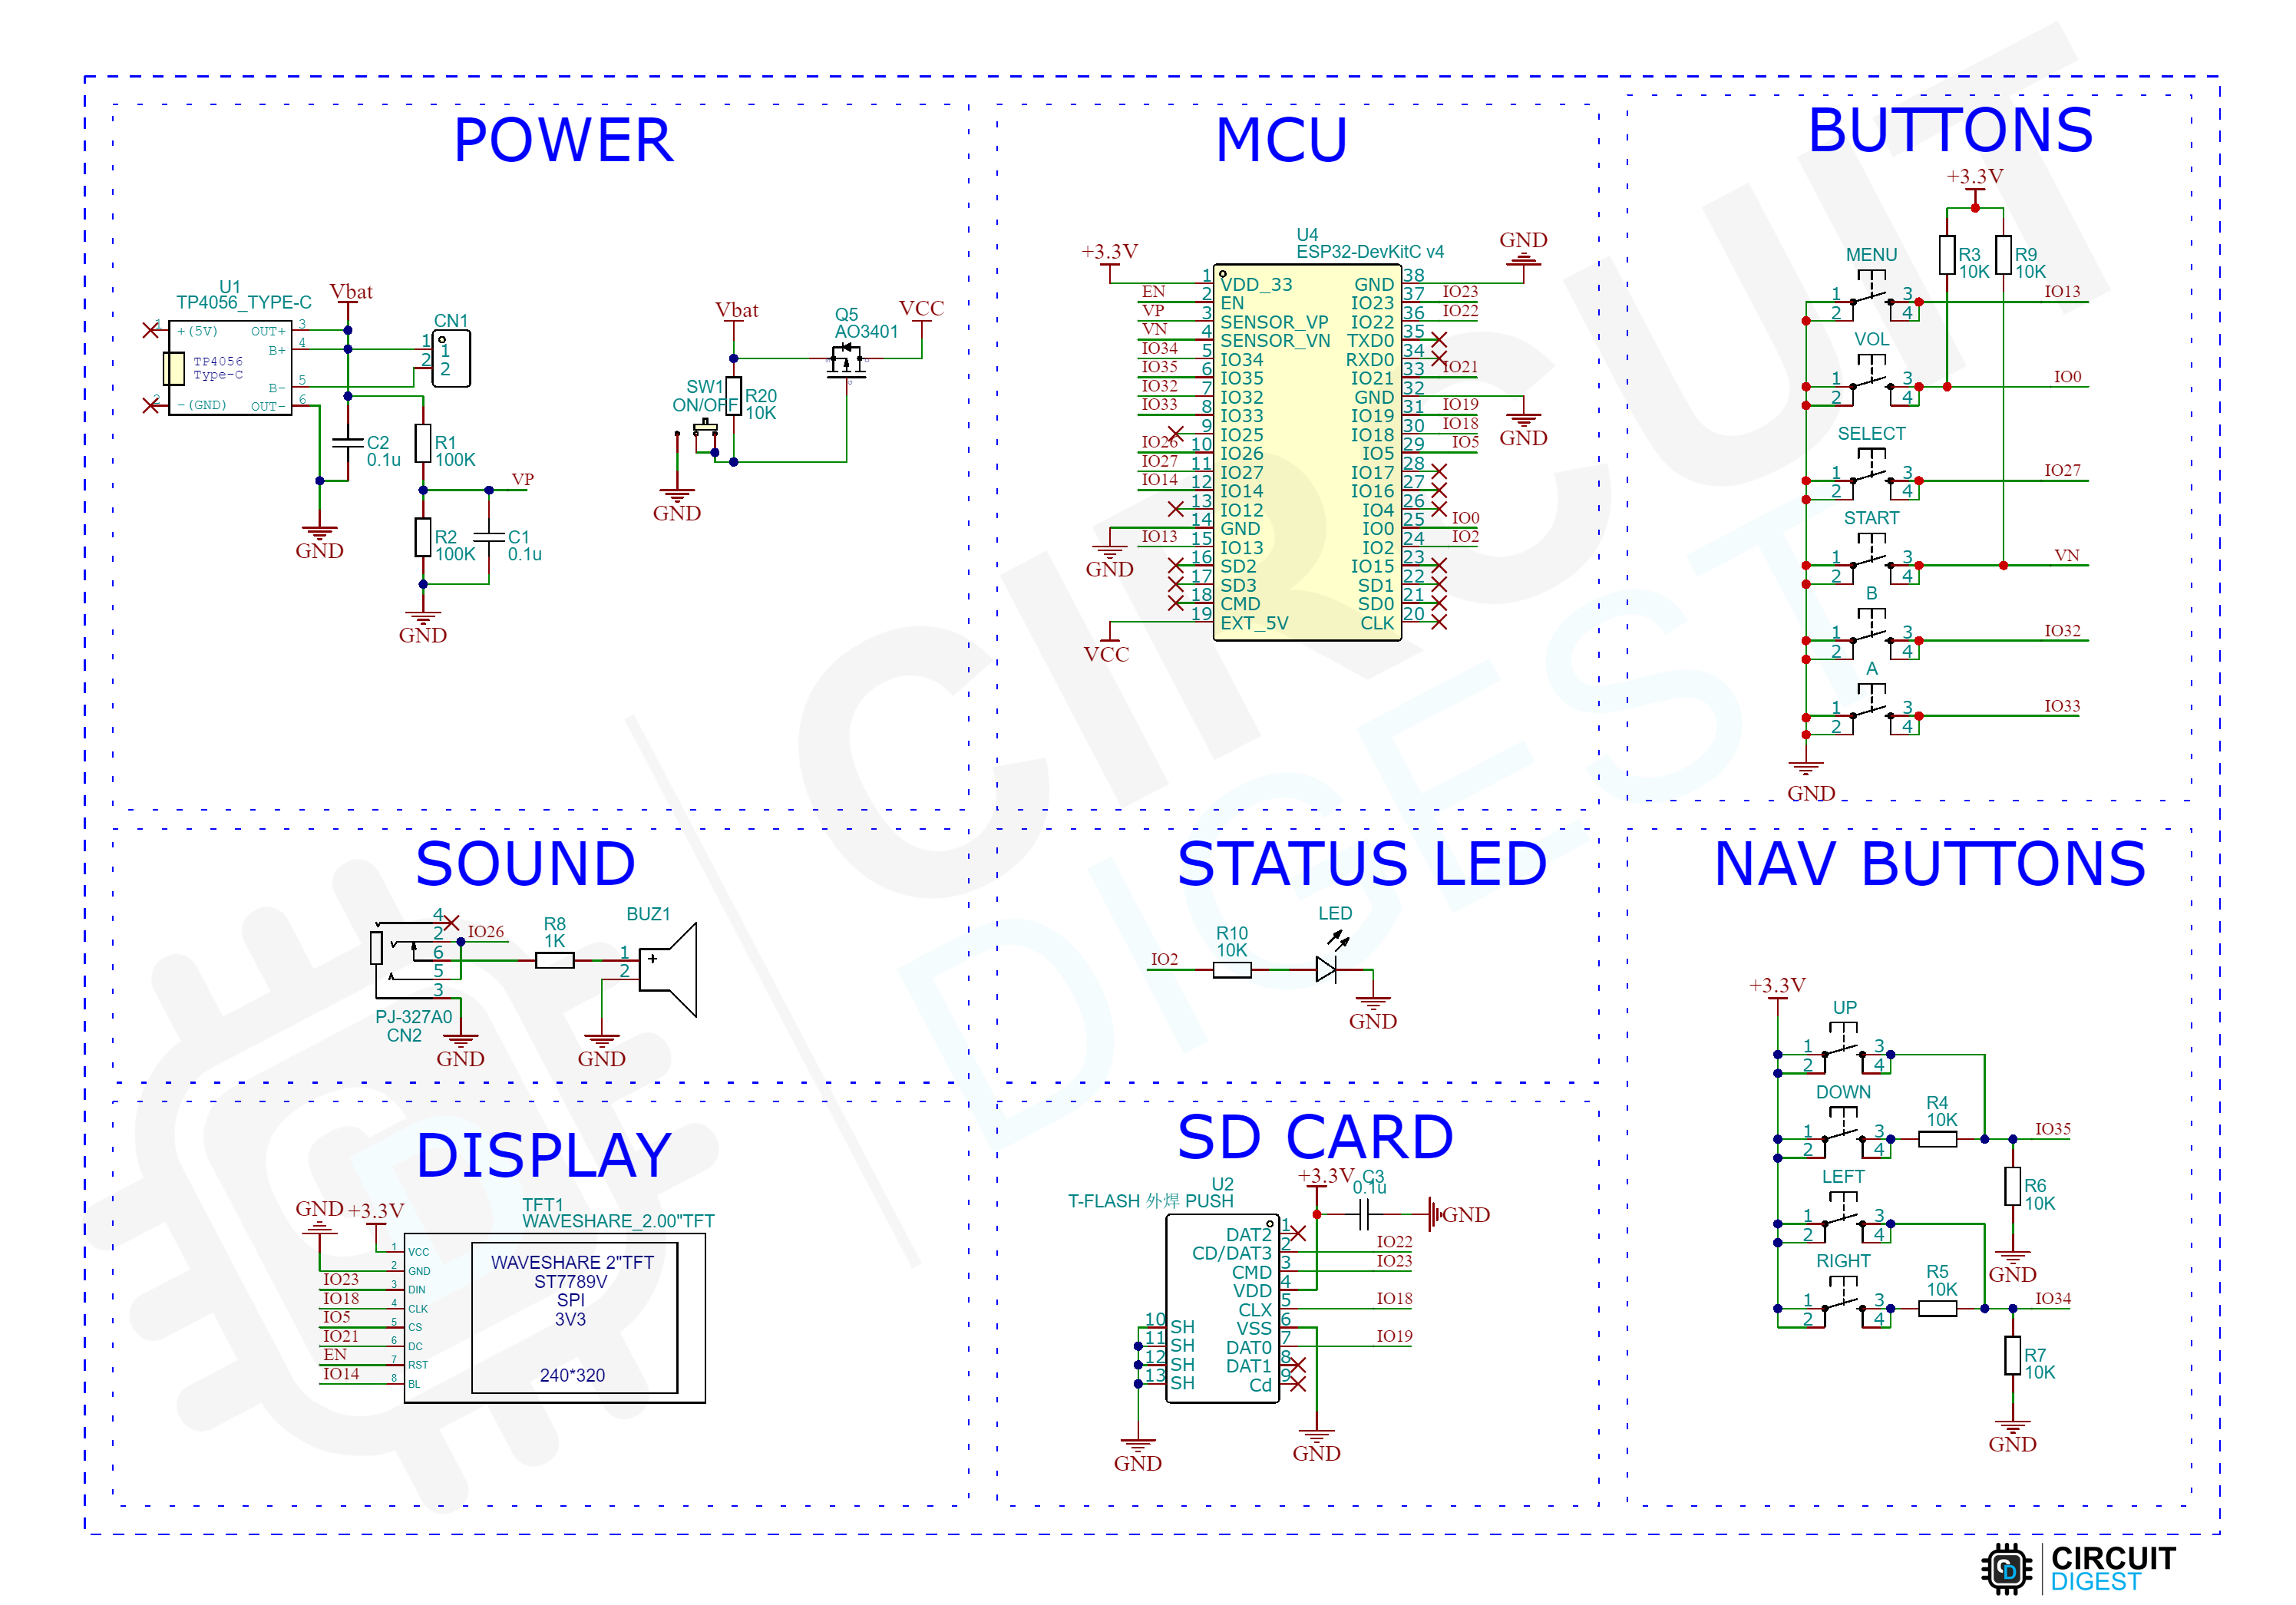 POWER
U1
TP4056_TYPE-C
Vbat
1
+(5V)
OUT+
3
B+
4
TP4056
Type-C
B-
5
2
-(GND)
OUT-
6
CN1
1
1
2
2
C2
0.1u
R1
100K
VP
R2
100K
C1
0.1u
GND
GND
Vbat
Q5
AO3401
VCC
SW1
ON/OFF
R20
10K
GND
MCU
U4
ESP32-DevKitC v4
+3.3V
GND
1 VDD_33
GND 38
EN 2 EN
IO23 37 IO23
VP 3 SENSOR_VP
IO22 36 IO22
VN 4 SENSOR_VN
TXD0 35
IO34 5 IO34
RXD0 34
IO35 6 IO35
IO21 33 IO21
IO32 7 IO32
GND 32
IO33 8 IO33
IO19 31 IO19
GND
9 IO25
IO18 30 IO18
IO26 10 IO26
IO5 29 IO5
IO27 11 IO27
IO17 28
IO14 12 IO14
IO16 27
13 IO12
IO4 26
14 GND
IO0 25 IO0
GND
IO13 15 IO13
IO2 24 IO2
16 SD2
IO15 23
17 SD3
SD1 22
18 CMD
SD0 21
19 EXT_5V
CLK 20
VCC
BUTTONS
+3.3V
R3
10K
R9
10K
MENU
1 3
2 4
IO13
VOL
1 3
2 4
IO0
SELECT
1 3
2 4
IO27
START
1 3
2 4
VN
B
1 3
2 4
IO32
A
1 3
2 4
IO33
GND
SOUND
4
2
IO26
6
5
3
PJ-327A0
CN2
GND
R8
1K
BUZ1
1 +
2
GND
STATUS LED
IO2
R10
10K
LED
GND
NAV BUTTONS
+3.3V
UP
1 3
2 4
DOWN
1 3
2 4
R4
10K
IO35
LEFT
1 3
2 4
R6
10K
GND
RIGHT
1 3
2 4
R5
10K
IO34
R7
10K
GND
DISPLAY
GND +3.3V
TFT1
WAVESHARE_2.00"TFT
1 VCC
2 GND
IO23 3 DIN
IO18 4 CLK
IO5 5 CS
IO21 6 DC
EN 7 RST
IO14 8 BL
WAVESHARE 2"TFT
ST7789V
SPI
3V3
240*320
SD CARD
U2
T-FLASH 外焊 PUSH
+3.3V
C3
0.1u
GND
DAT2 1
CD/DAT3 2 IO22
CMD 3 IO23
VDD 4
CLX 5 IO18
VSS 6
DAT0 7 IO19
DAT1 8
Cd 9
10 SH
11 SH
12 SH
13 SH
GND
GND
CIRCUIT
DIGEST
CD
CIRCUIT
DIGEST